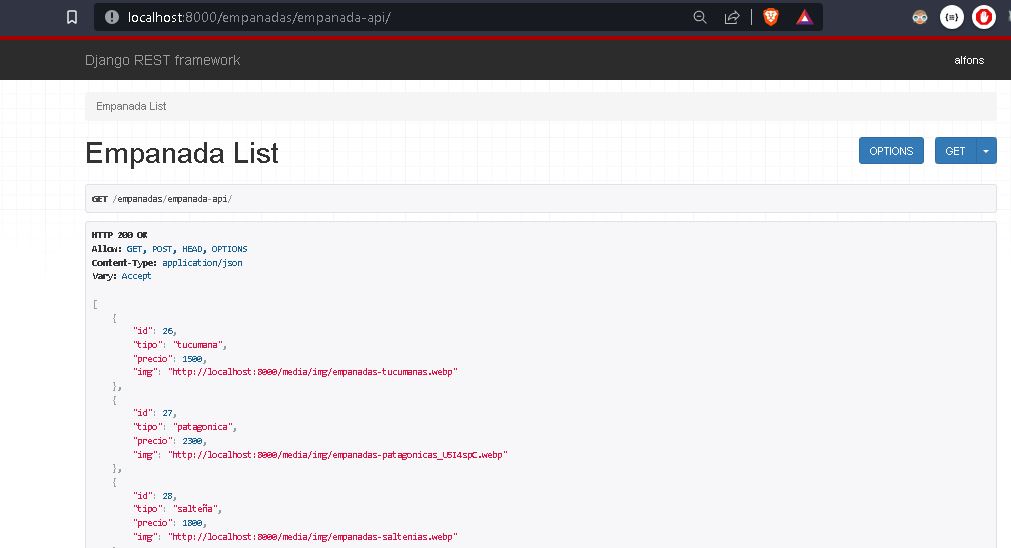 localhost:8000/empanadas/empanada-api/
Django REST framework
alfons
Empanada List
Empanada List
OPTIONS
GET
GET /empanadas/empanada-api/
HTTP 200 OK
Allow: GET, POST, HEAD, OPTIONS
Content-Type: application/json
Vary: Accept
[
{
"id": 26,
"tipo": "tucumana",
"precio": 1500,
"img": "http://localhost:8000/media/img/empanadas-tucumanas.webp"
},
{
"id": 27,
"tipo": "patagonica",
"precio": 2300,
"img": "http://localhost:8000/media/img/empanadas-patagonicas_U5I4spC.webp"
},
{
"id": 28,
"tipo": "salteña",
"precio": 1800,
"img": "http://localhost:8000/media/img/empanadas-saltenias.webp"